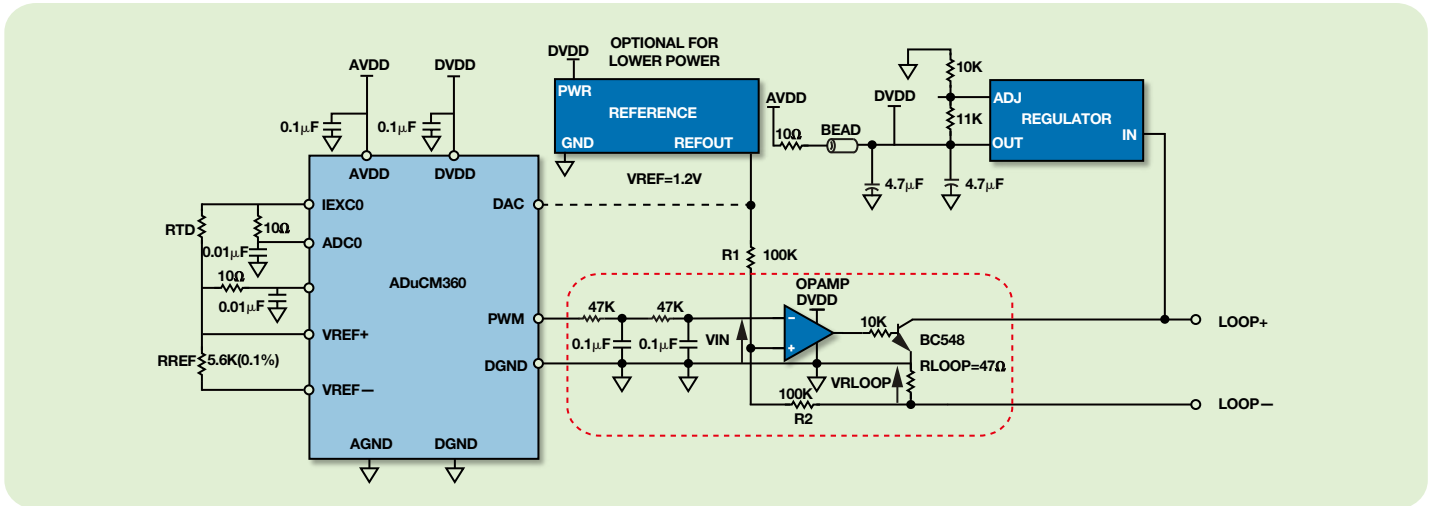 OPTIONAL FOR
LOWER POWER
AVDD
DVDD
DVDD
0.1μF
0.1μF
PWR
REFERENCE
GND
REFOUT
VREF=1.2V
AVDD
10Ω
BEAD
DVDD
10K
11K
ADJ
REGULATOR
IN
OUT
4.7μF
4.7μF
AVDD
DVDD
IEXC0
DAC
RTD
10Ω
ADC0
0.01μF
10Ω
0.01μF
ADuCM360
R1
100K
VREF+
PWM
47K
47K
0.1μF
0.1μF
VIN
OPAMP
DVDD
−
+
10K
BC548
LOOP+
RREF
5.6K(0.1%)
DGND
VRLOOP
RLOOP=47Ω
VREF—
100K
R2
LOOP—
AGND
DGND